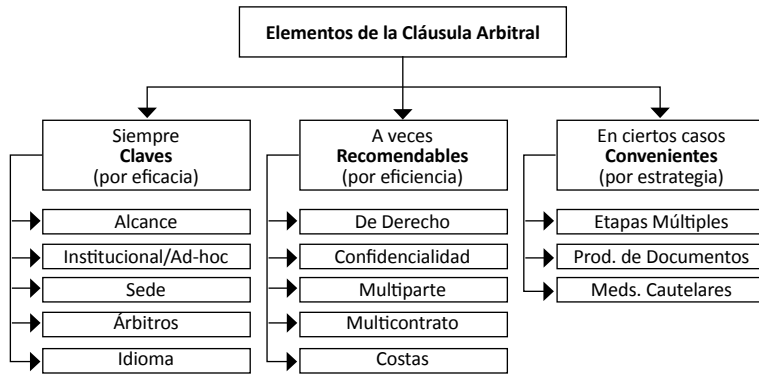 Elementos de la Cláusula Arbitral
Siempre
Claves
(por eficacia)
Alcance
Institucional/Ad-hoc
Sede
Árbitros
Idioma
A veces
Recomendables
(por eficiencia)
De Derecho
Confidencialidad
Multiparte
Multicontrato
Costas
En ciertos casos
Convenientes
(por estrategia)
Etapas Múltiples
Prod. de Documentos
Meds. Cautelares